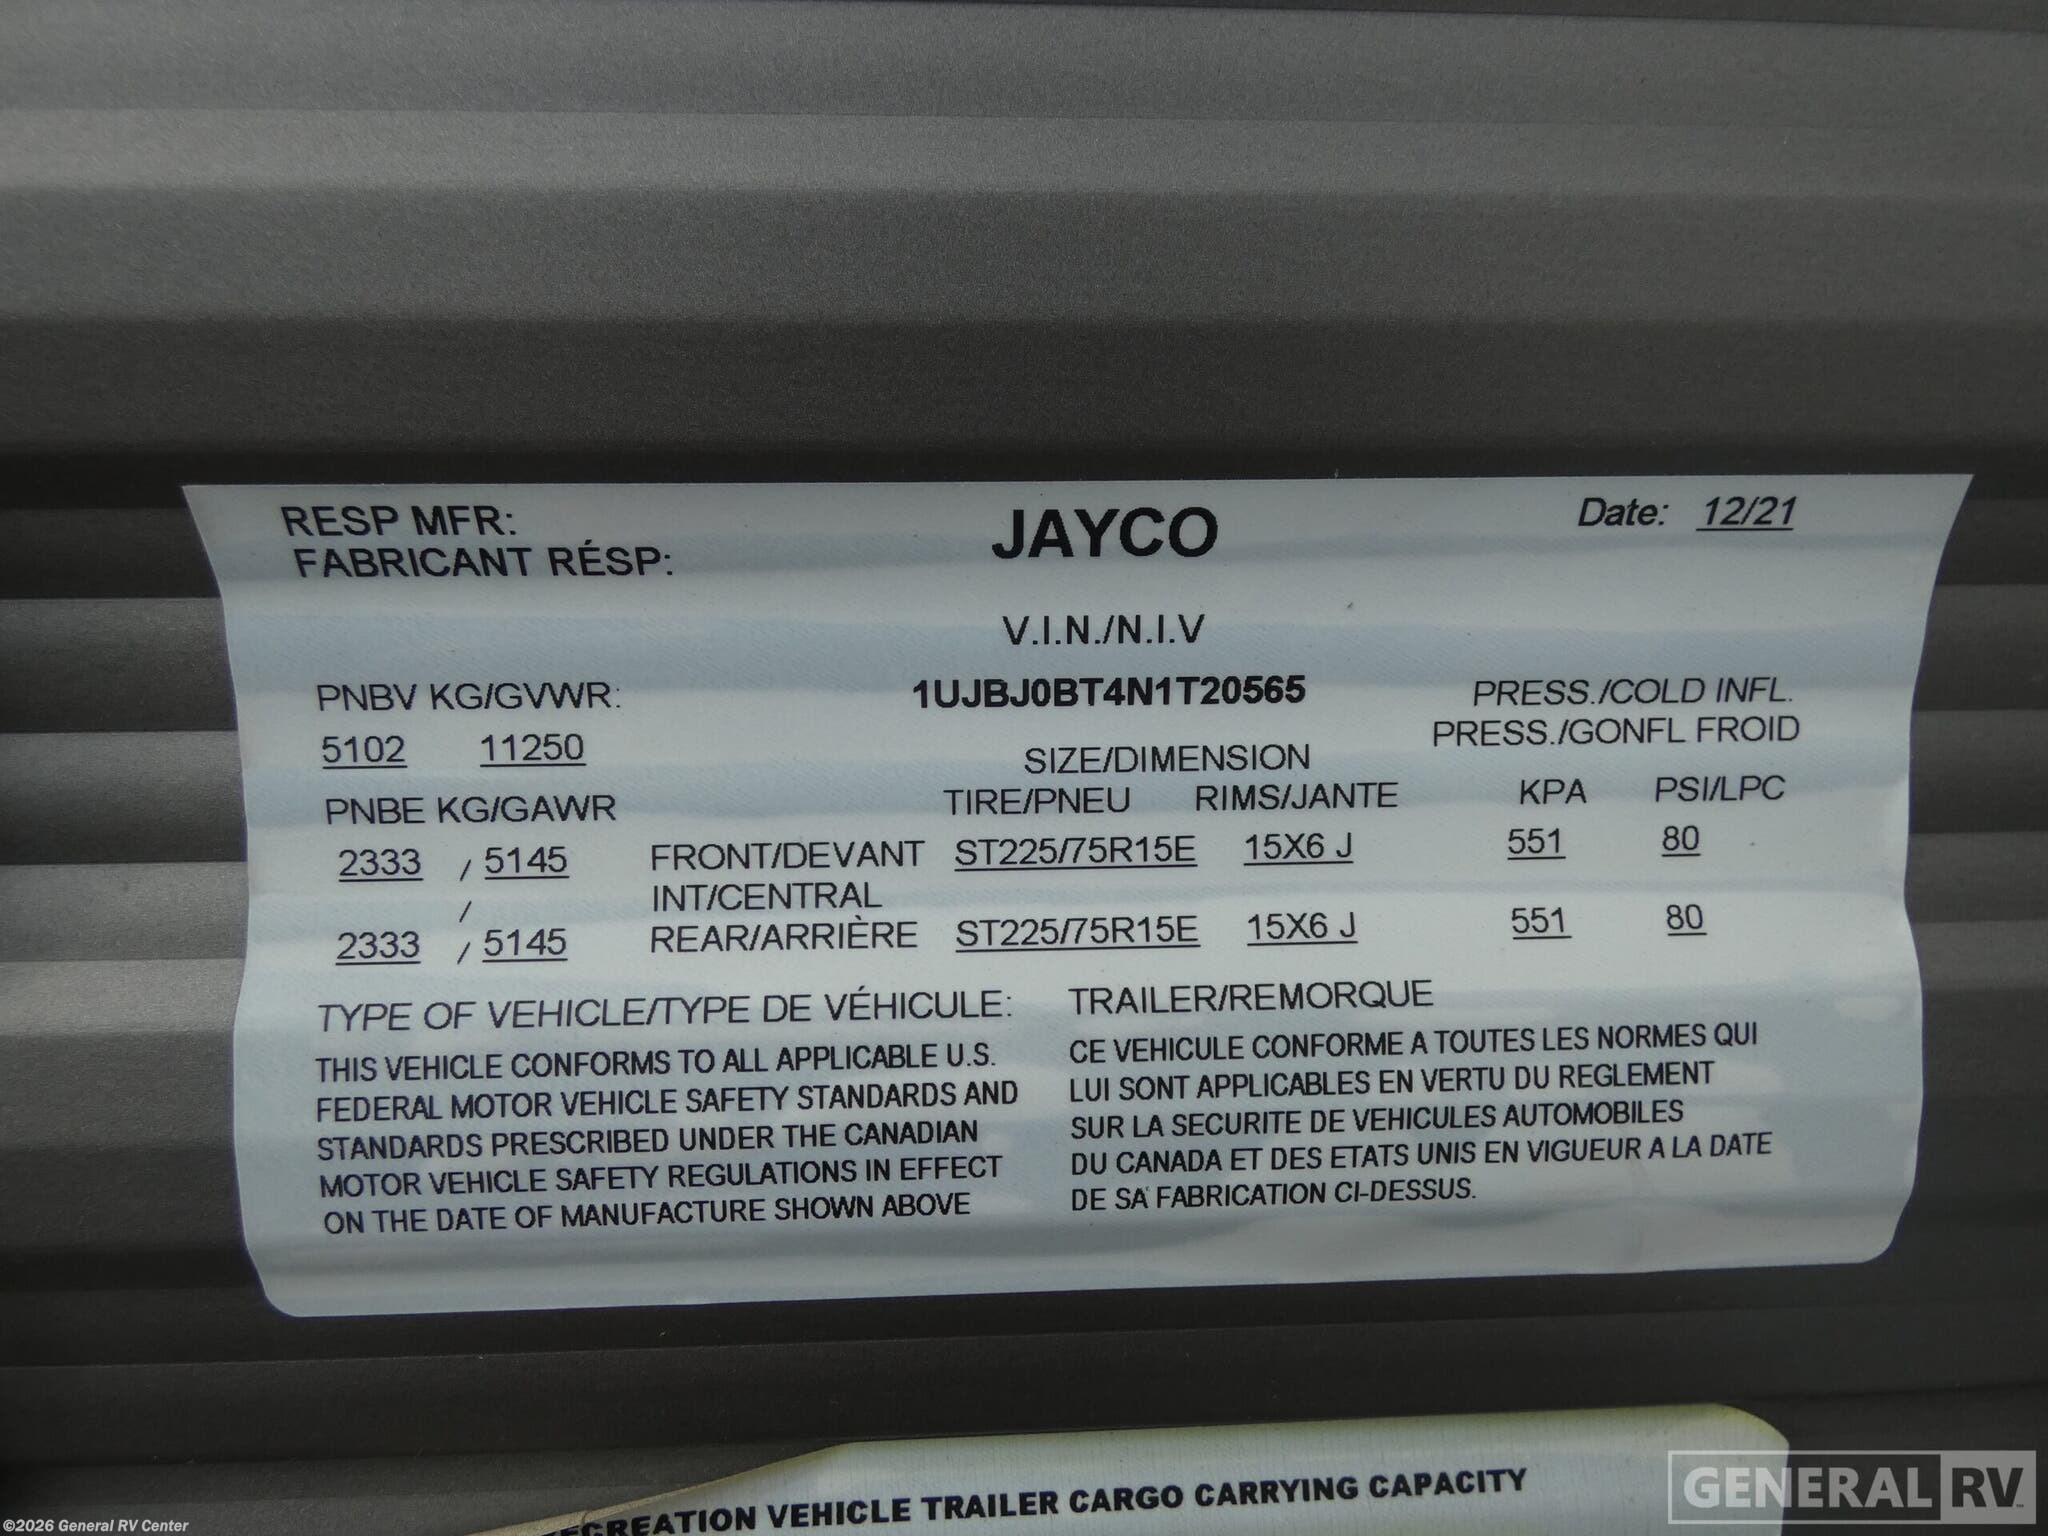 RESP MFR:
FABRICANT RÉSP:
JAYCO
Date: 12/21
V.I.N./N.I.V
PNBV KG/GVWR:
1UJBJ0BT4N1T20565
PRESS./COLD INFL.
PRESS./GONFL FROID
5102 11250
SIZE/DIMENSION
PNBE KG/GAWR
TIRE/PNEU RIMS/JANTE KPA PSI/LPC
2333 / 5145 FRONT/DEVANT ST225/75R15E 15X6 J 551 80
/ INT/CENTRAL
2333 / 5145 REAR/ARRIÈRE ST225/75R15E 15X6 J 551 80
TYPE OF VEHICLE/TYPE DE VÉHICULE: TRAILER/REMORQUE
THIS VEHICLE CONFORMS TO ALL APPLICABLE U.S.
FEDERAL MOTOR VEHICLE SAFETY STANDARDS AND
STANDARDS PRESCRIBED UNDER THE CANADIAN
MOTOR VEHICLE SAFETY REGULATIONS IN EFFECT
ON THE DATE OF MANUFACTURE SHOWN ABOVE
CE VEHICULE CONFORME A TOUTES LES NORMES QUI
LUI SONT APPLICABLES EN VERTU DU REGLEMENT
SUR LA SECURITE DE VEHICULES AUTOMOBILES
DU CANADA ET DES ETATS UNIS EN VIGUEUR A LA DATE
DE SA FABRICATION CI-DESSUS.
VEHICLE TRAILER CARGO CARRYING CAPACITY
GENERAL RV
©2026 General RV Center